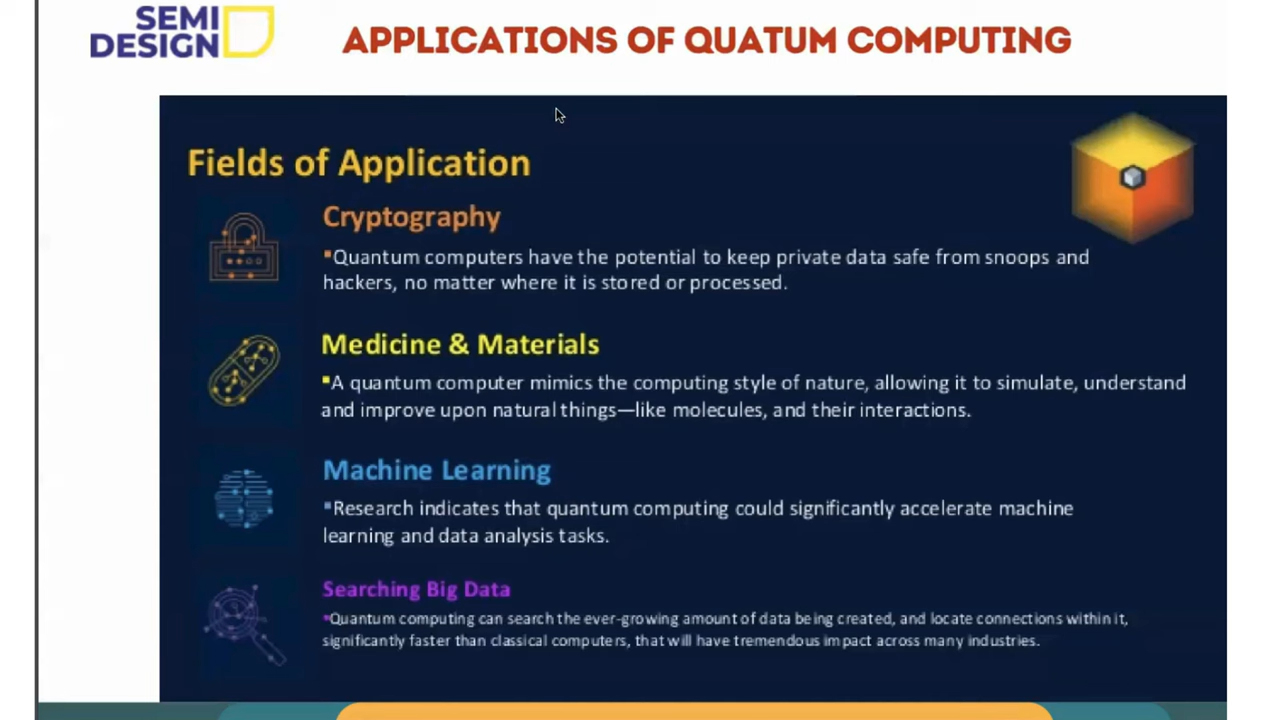 SEMI
DESIGN
APPLICATIONS OF QUATUM COMPUTING
Fields of Application
Cryptography
▪Quantum computers have the potential to keep private data safe from snoops and
hackers, no matter where it is stored or processed.
Medicine & Materials
▪A quantum computer mimics the computing style of nature, allowing it to simulate, understand
and improve upon natural things—like molecules, and their interactions.
Machine Learning
▪Research indicates that quantum computing could significantly accelerate machine
learning and data analysis tasks.
Searching Big Data
▪Quantum computing can search the ever-growing amount of data being created, and locate connections within it,
significantly faster than classical computers, that will have tremendous impact across many industries.